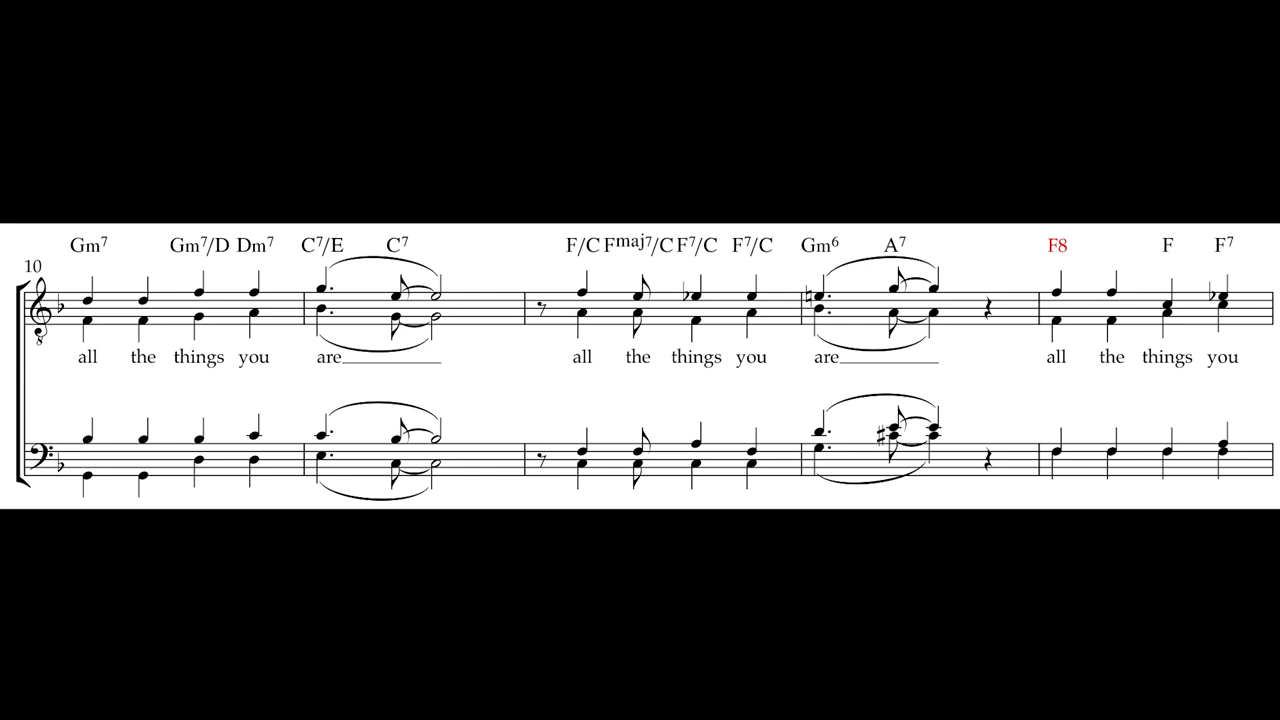 Gm7 Gm7/D Dm7 C7/E C7 F/C Fmaj7/C F7/C F7/C Gm6 A7 F8 F F7
10
8
all the things you are all the things you are all the things you